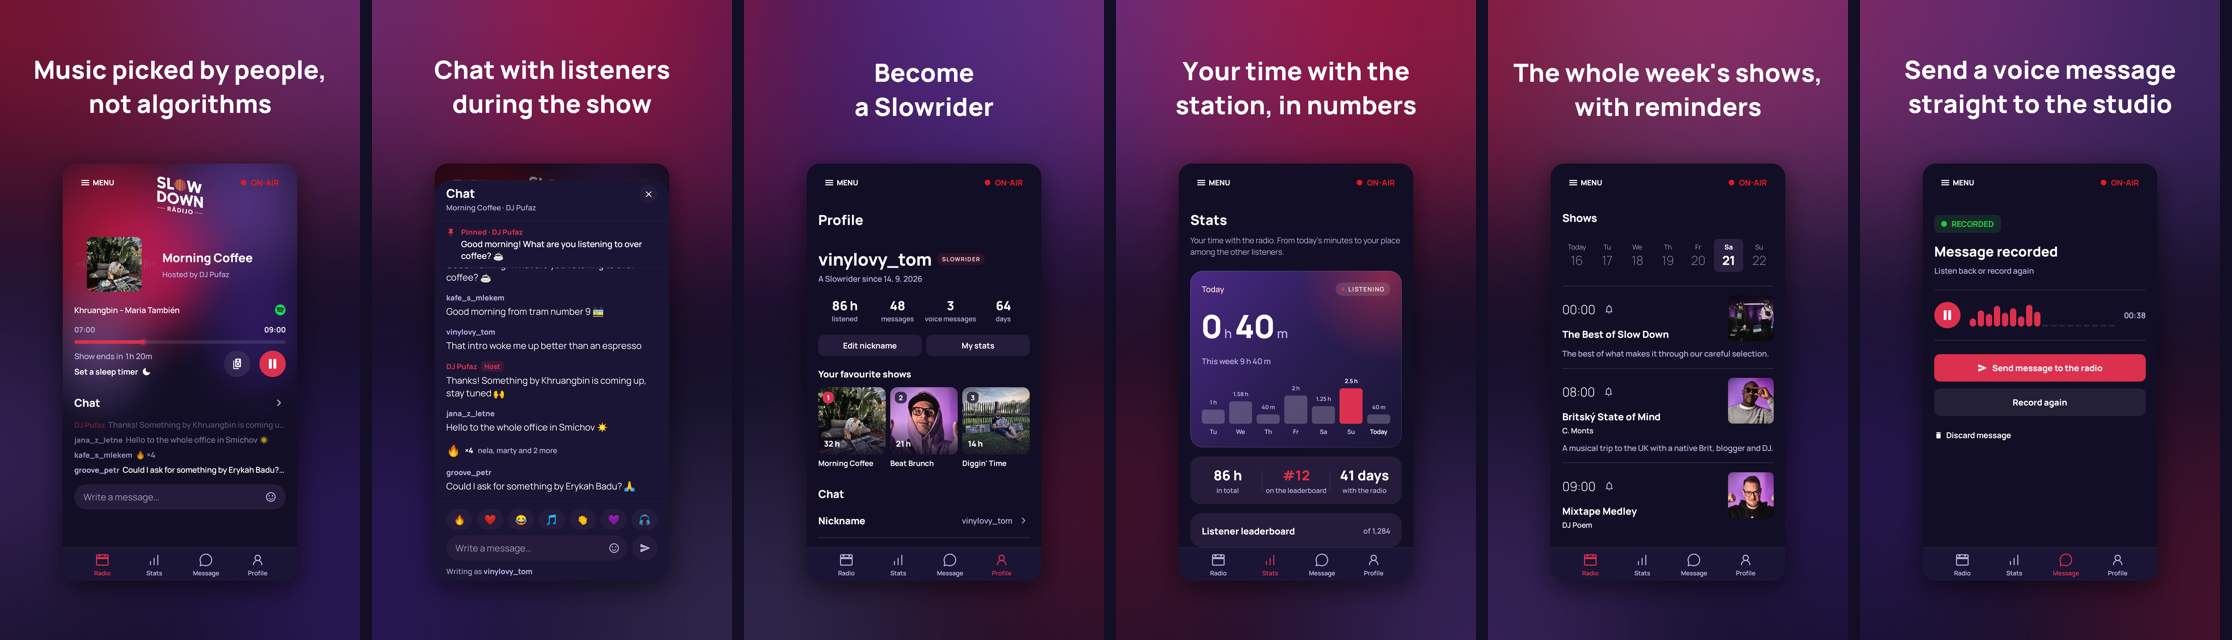 Music picked by people,
not algorithms
MENU
SLOW
DOWN
RÁDIJO
ON-AIR
Morning Coffee
Hosted by DJ Pufaz
Khruangbin – Maria También
07:00
09:00
Show ends in 1h 20m
Set a sleep timer
Chat
DJ Pufaz Thanks! Something by Khruangbin is coming u...
jana_z_letne Hello to the whole office in Smíchov ☀️
kafe_s_mlekem 🔥 ×4
groove_petr Could I ask for something by Erykah Badu?...
Write a message...
Radio
Stats
Message
Profile
Chat with listeners
during the show
Chat
Morning Coffee · DJ Pufaz
Pinned · DJ Pufaz
Good morning! What are you listening to over
coffee? ☕
coffee? ☕
kafe_s_mlekem
Good morning from tram number 9 🚋
vinylovy_tom
That intro woke me up better than an espresso
DJ Pufaz Host
Thanks! Something by Khruangbin is coming up,
stay tuned 🙌
jana_z_letne
Hello to the whole office in Smíchov ☀️
🔥 ×4 nela, marty and 2 more
groove_petr
Could I ask for something by Erykah Badu? 🙏
🔥 ❤️ 😂 🎵 👏 💜 🎧
Write a message...
Writing as vinylovy_tom
Become
a Slowrider
MENU
ON-AIR
Profile
vinylovy_tom SLOWRIDER
A Slowrider since 14. 9. 2026
86 h
listened
48
messages
3
voice messages
64
days
Edit nickname
My stats
Your favourite shows
1
32 h
Morning Coffee
2
21 h
Beat Brunch
3
14 h
Diggin' Time
Chat
Nickname
vinylovy_tom
Radio
Stats
Message
Profile
Your time with the
station, in numbers
MENU
ON-AIR
Stats
Your time with the radio. From today's minutes to your place
among the other listeners.
Today
LISTENING
0 h 40 m
This week 9 h 40 m
1 h
1.58 h
40 m
2 h
1.25 h
2.5 h
40 m
Tu
We
Th
Fr
Sa
Su
Today
86 h
in total
#12
on the leaderboard
41 days
with the radio
Listener leaderboard
of 1,284
Radio
Stats
Message
Profile
The whole week's shows,
with reminders
MENU
ON-AIR
Shows
Today
16
Tu
17
We
18
Th
19
Fr
20
Sa
21
Su
22
00:00
The Best of Slow Down
The best of what makes it through our careful selection.
08:00
Britský State of Mind
C. Monts
A musical trip to the UK with a native Brit, blogger and DJ.
09:00
Mixtape Medley
DJ Poem
Radio
Stats
Message
Profile
Send a voice message
straight to the studio
MENU
ON-AIR
RECORDED
Message recorded
Listen back or record again
00:38
Send message to the radio
Record again
Discard message
Radio
Stats
Message
Profile